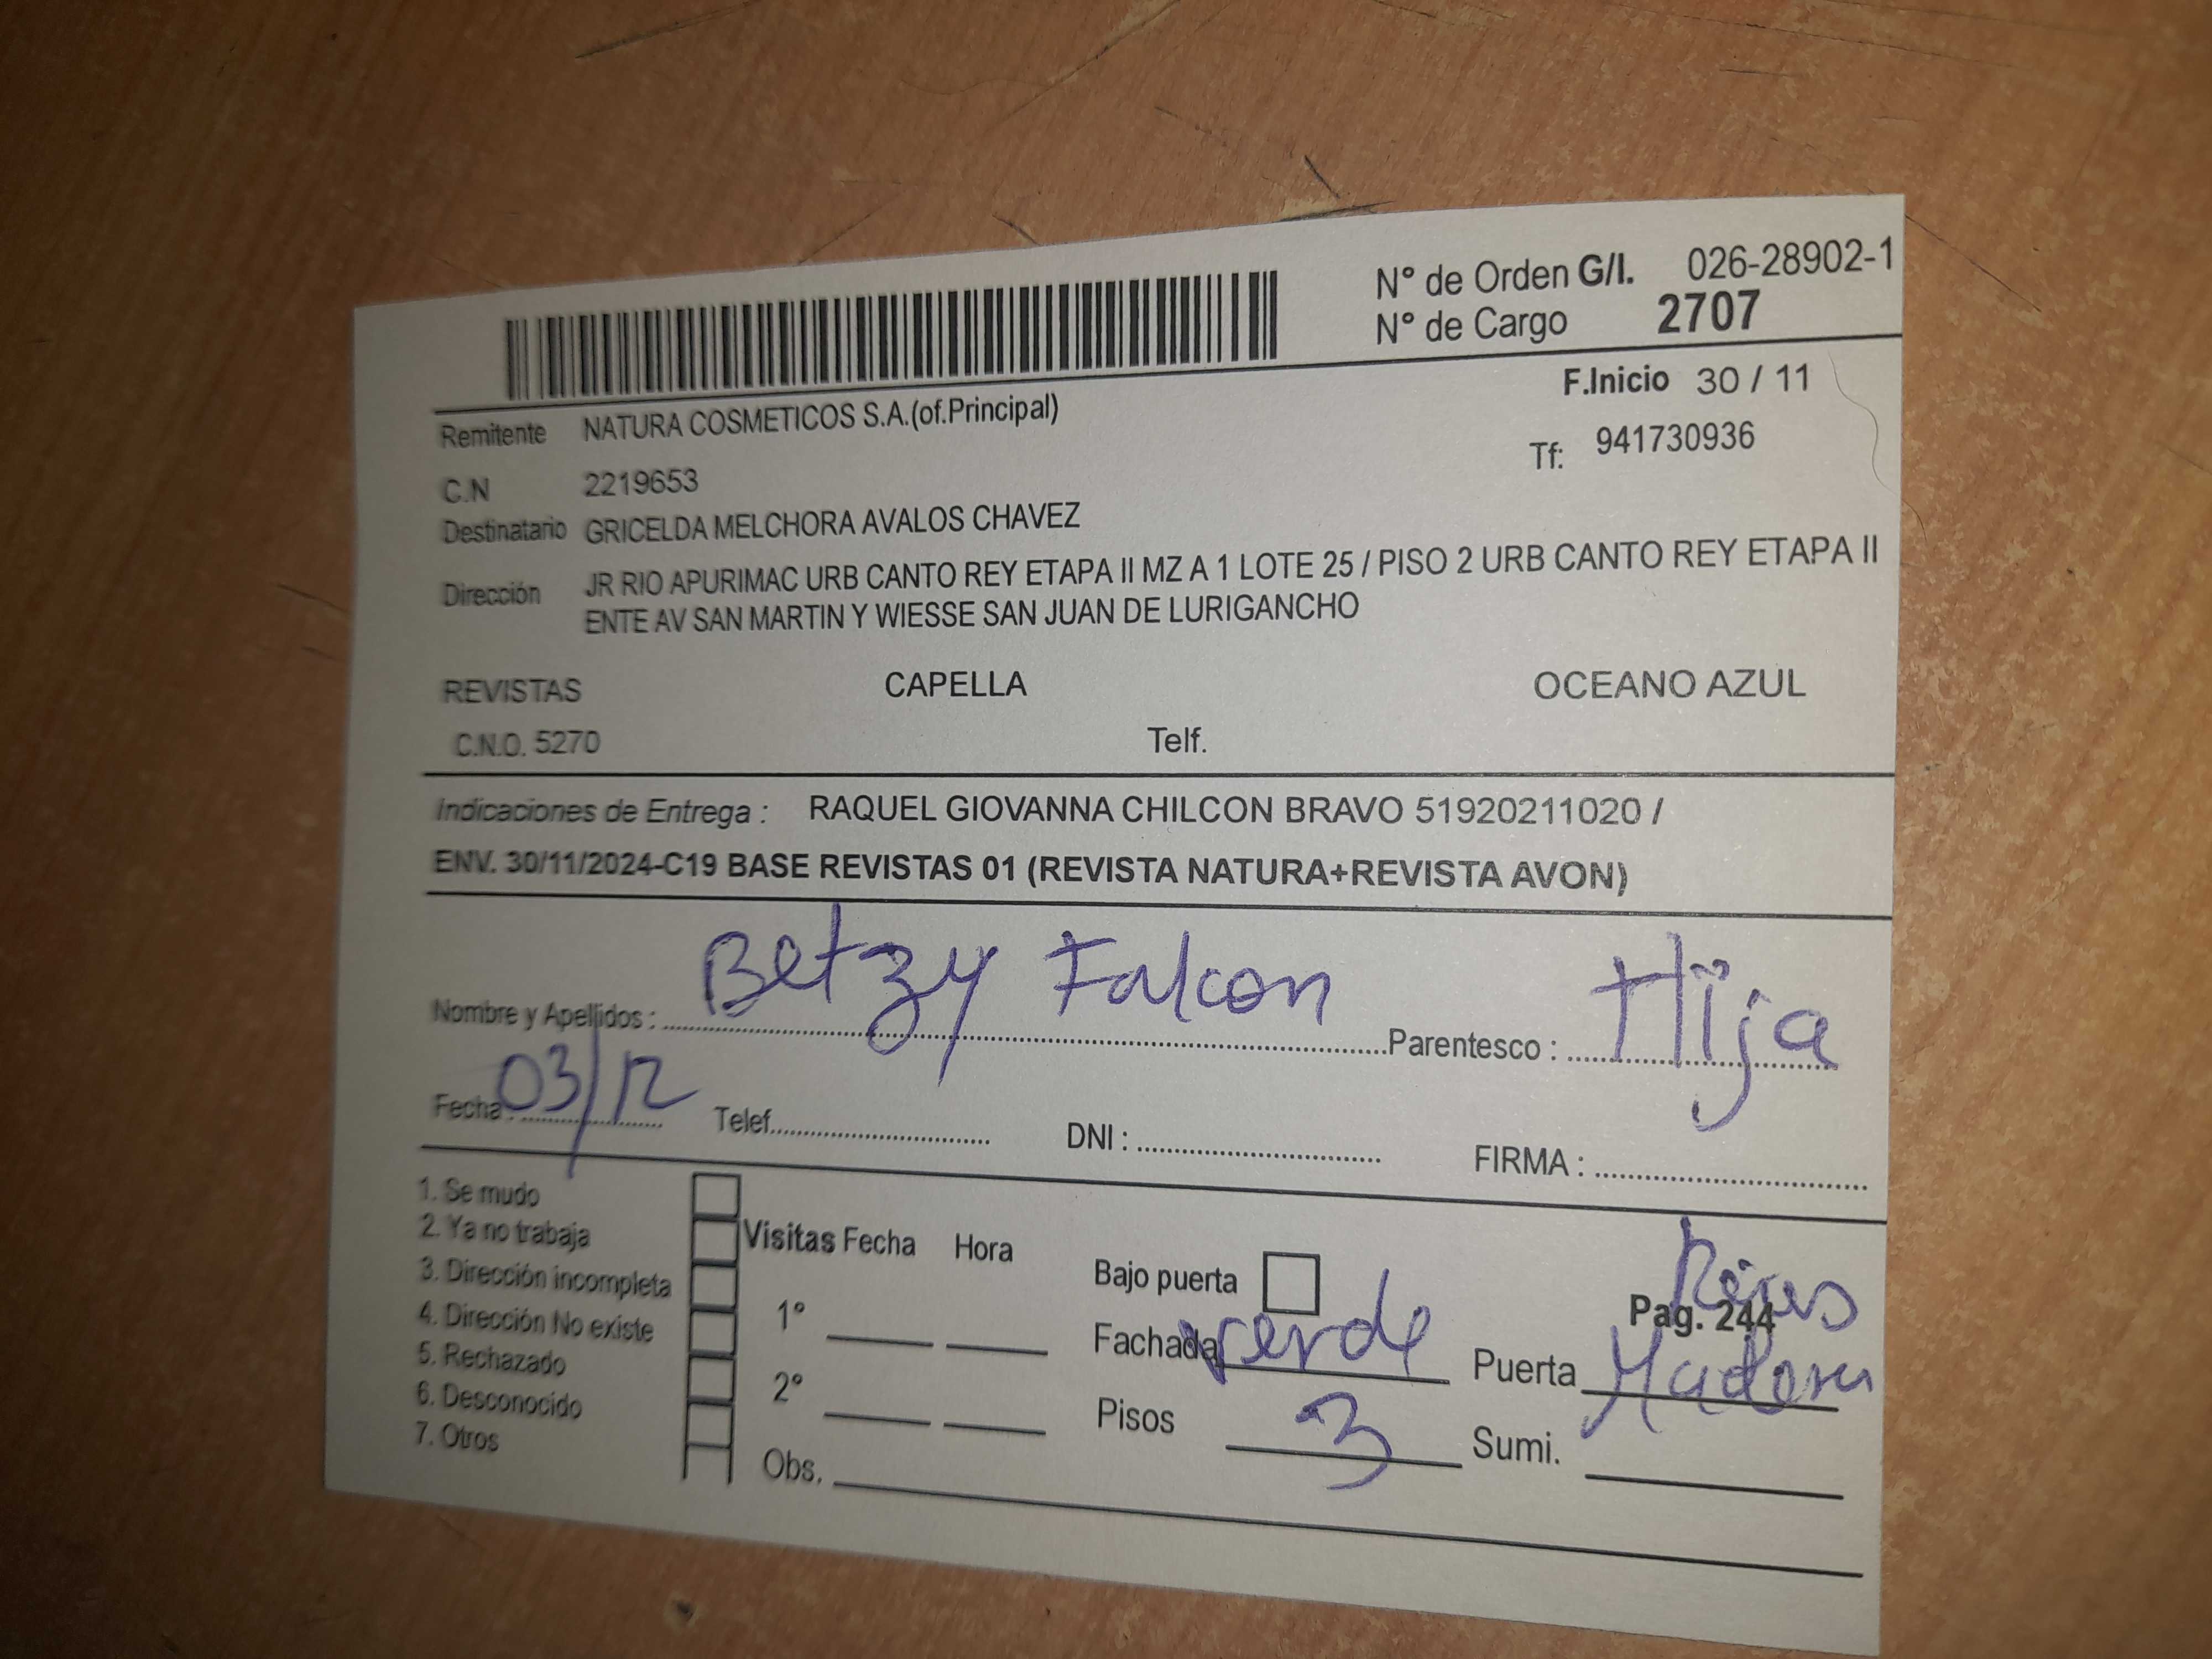 N° de Orden G/I. 026-28902-1
N° de Cargo 2707
F.Inicio 30 / 11
Remitente NATURA COSMETICOS S.A.(of.Principal)
Tf: 941730936
C.N 2219653
Destinatario GRICELDA MELCHORA AVALOS CHAVEZ
Dirección JR RIO APURIMAC URB CANTO REY ETAPA II MZ A 1 LOTE 25 / PISO 2 URB CANTO REY ETAPA II
ENTE AV SAN MARTIN Y WIESSE SAN JUAN DE LURIGANCHO
REVISTAS CAPELLA OCEANO AZUL
C.N.O. 5270 Telf.
Indicaciones de Entrega : RAQUEL GIOVANNA CHILCON BRAVO 51920211020 /
ENV. 30/11/2024-C19 BASE REVISTAS 01 (REVISTA NATURA+REVISTA AVON)
Nombre y Apellidos : Betzy Falcon Parentesco : Hija
Fecha : 03/12 Telef. DNI : FIRMA :
1. Se mudo
2. Ya no trabaja
3. Dirección incompleta
4. Dirección No existe
5. Rechazado
6. Desconocido
7. Otros
Visitas Fecha Hora
1°
2°
Obs.
Bajo puerta
Pag. 244
Fachada verde Puerta
Pisos 3 Sumi.